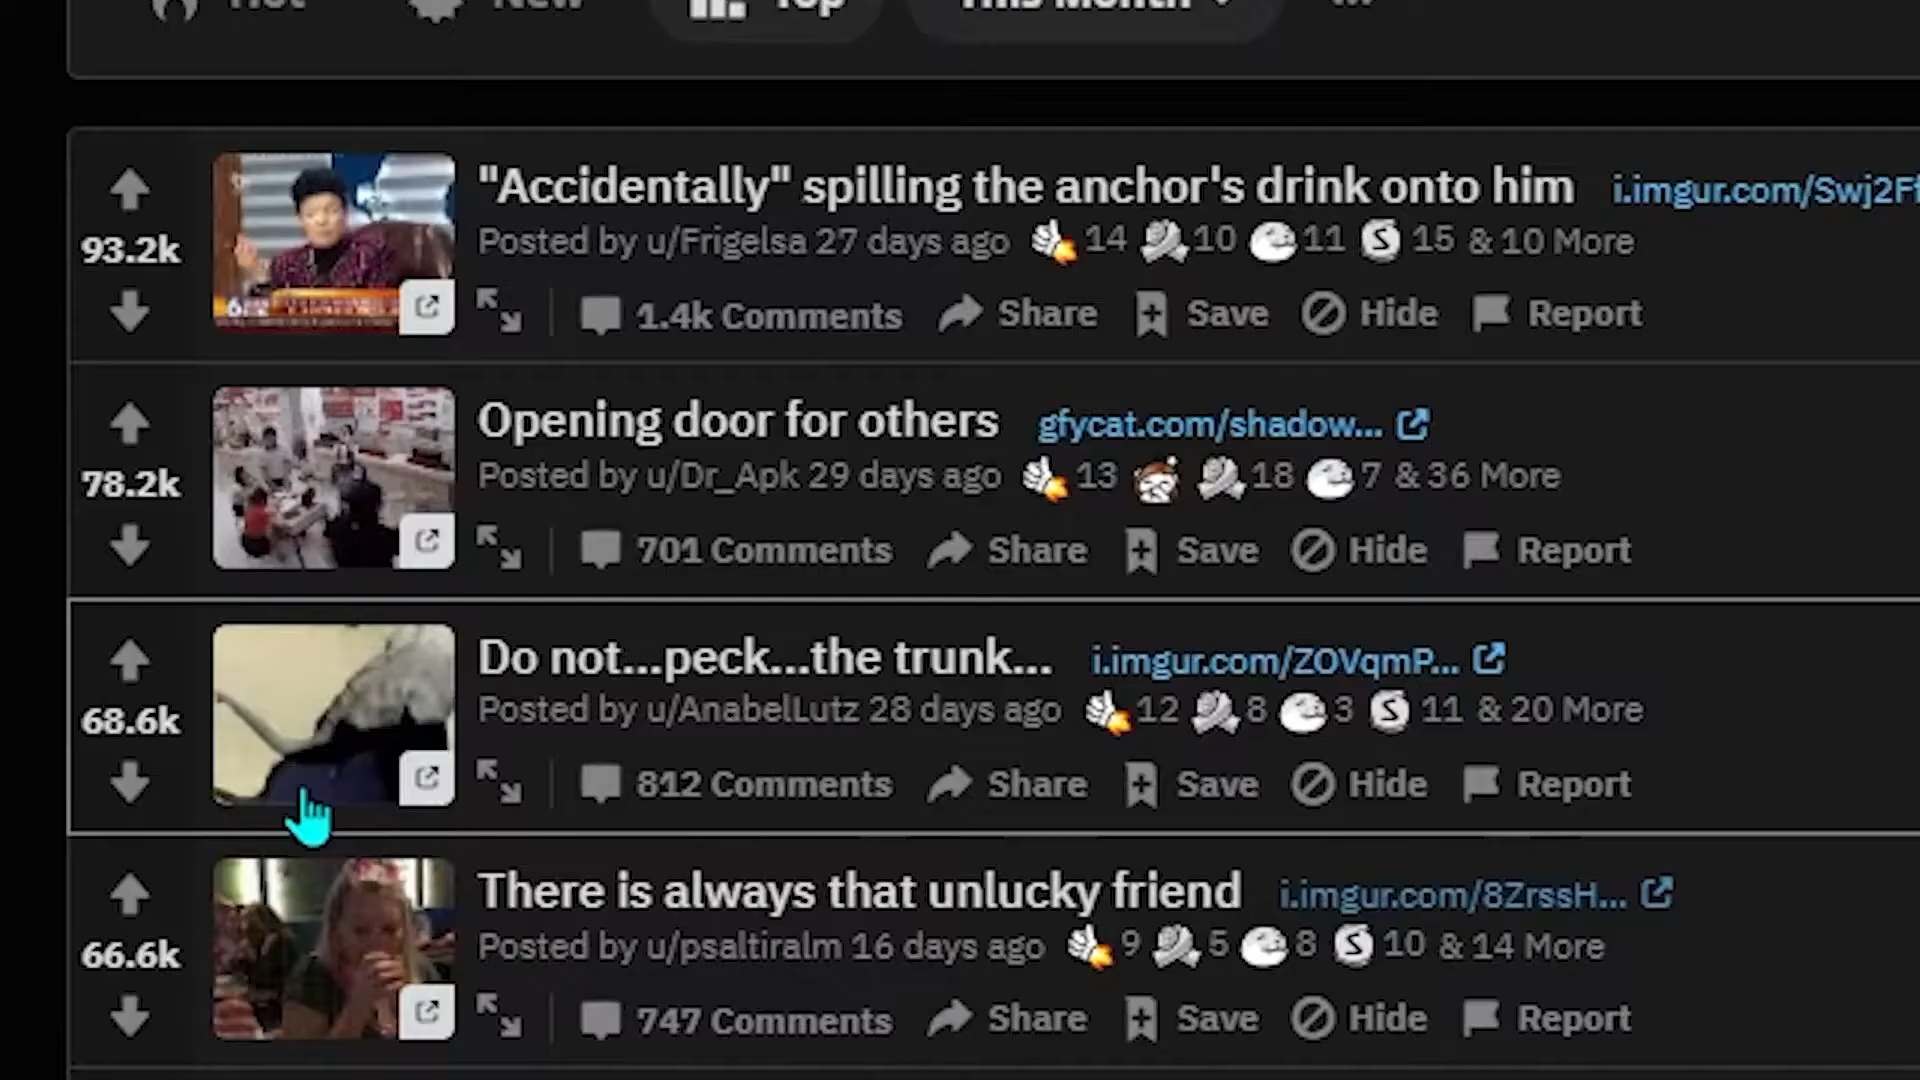 Hot New Top This Month
"Accidentally" spilling the anchor's drink onto him i.imgur.com/Swj2Ff
93.2k
Posted by u/Frigelsa 27 days ago 14 10 11 15 & 10 More
1.4k Comments Share Save Hide Report
Opening door for others gfycat.com/shadow...
78.2k
Posted by u/Dr_Apk 29 days ago 13 18 7 & 36 More
701 Comments Share Save Hide Report
Do not...peck...the trunk... i.imgur.com/ZOVqmP...
68.6k
Posted by u/AnabelLutz 28 days ago 12 8 3 11 & 20 More
812 Comments Share Save Hide Report
There is always that unlucky friend i.imgur.com/8ZrssH...
66.6k
Posted by u/psaltiralm 16 days ago 9 5 8 10 & 14 More
747 Comments Share Save Hide Report